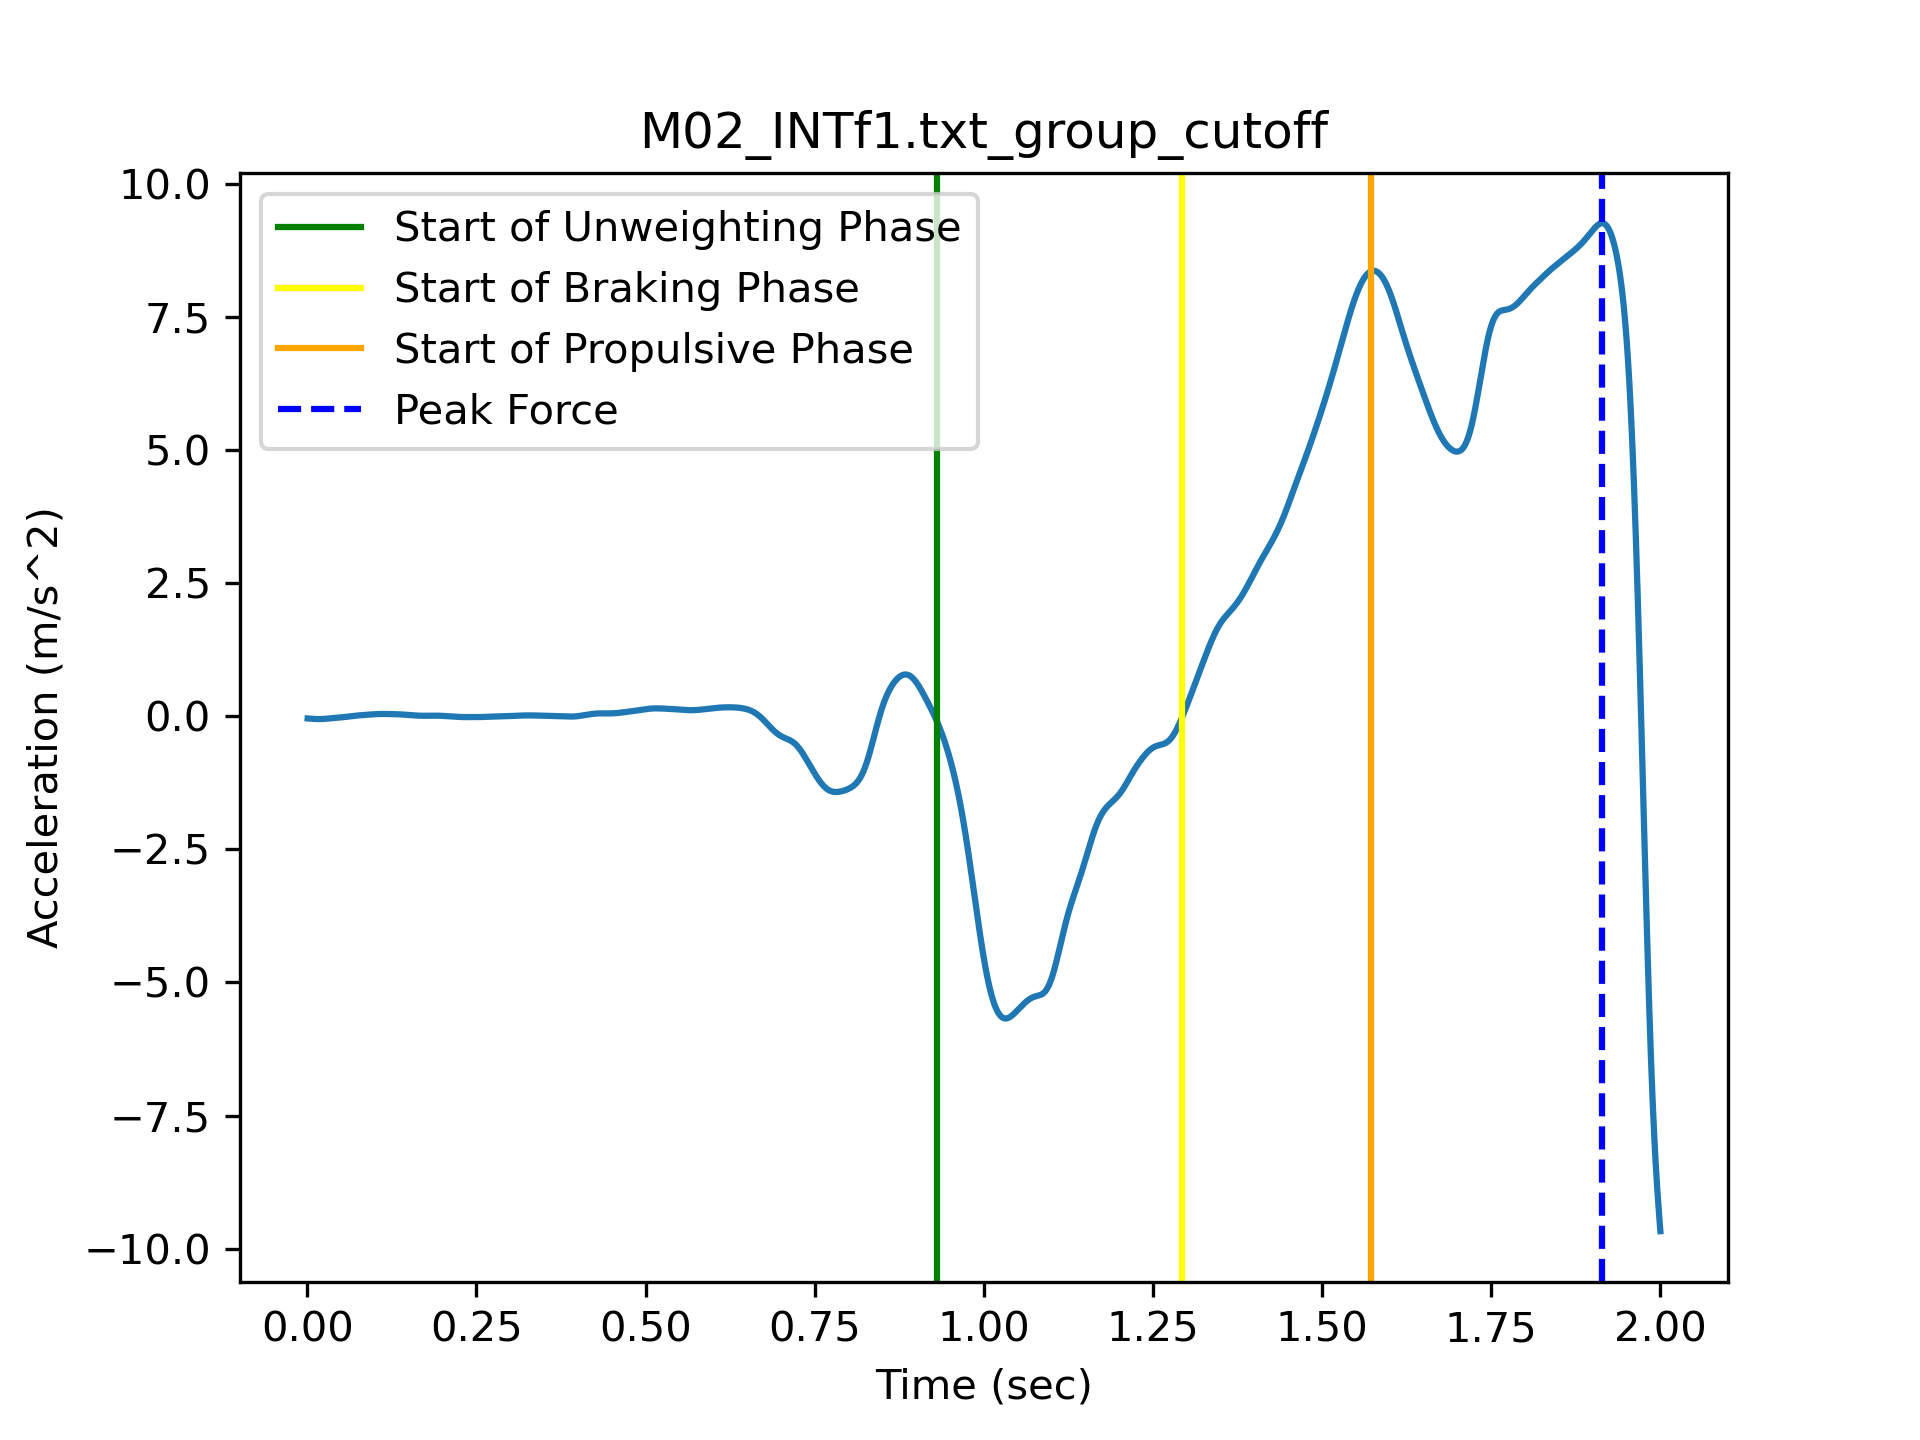 M02_INTf1.txt_group_cutoff
10.0
7.5
5.0
2.5
0.0
−2.5
−5.0
−7.5
−10.0
Acceleration (m/s^2)
Start of Unweighting Phase
Start of Braking Phase
Start of Propulsive Phase
Peak Force
0.00 0.25 0.50 0.75 1.00 1.25 1.50 1.75 2.00
Time (sec)